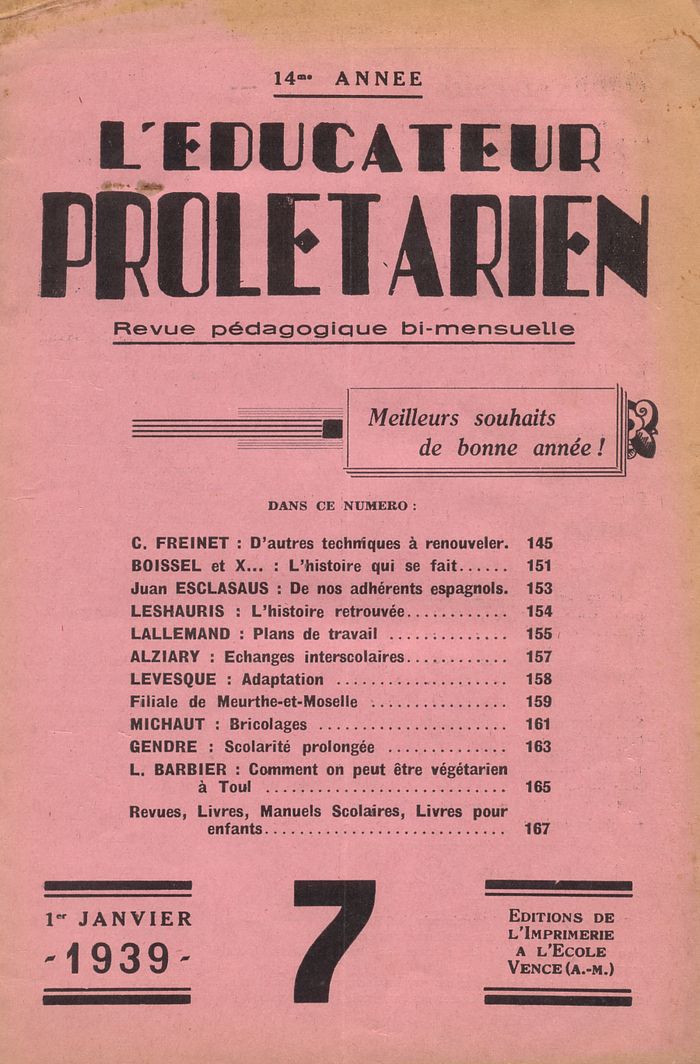 14me ANNEE
L'EDUCATEUR
PROLETARIEN
Revue pédagogique bi-mensuelle
Meilleurs souhaits
de bonne année !
DANS CE NUMERO :
C. FREINET : D'autres techniques à renouveler. 145
BOISSEL et X... : L'histoire qui se fait...... 151
Juan ESCLASAUS : De nos adhérents espagnols. 153
LESHAURIS : L'histoire retrouvée............ 154
LALLEMAND : Plans de travail ............. 155
ALZIARY : Echanges interscolaires............ 157
LEVESQUE : Adaptation .................. 158
Filiale de Meurthe-et-Moselle ............... 159
MICHAUT : Bricolages .................... 161
GENDRE : Scolarité prolongée ............. 163
L. BARBIER : Comment on peut être végétarien
à Toul .......................... 165
Revues, Livres, Manuels Scolaires, Livres pour
enfants.......................... 167
1er JANVIER
-1939-
7
EDITIONS DE
L'IMPRIMERIE
A L'ECOLE
VENCE (A.-M.)